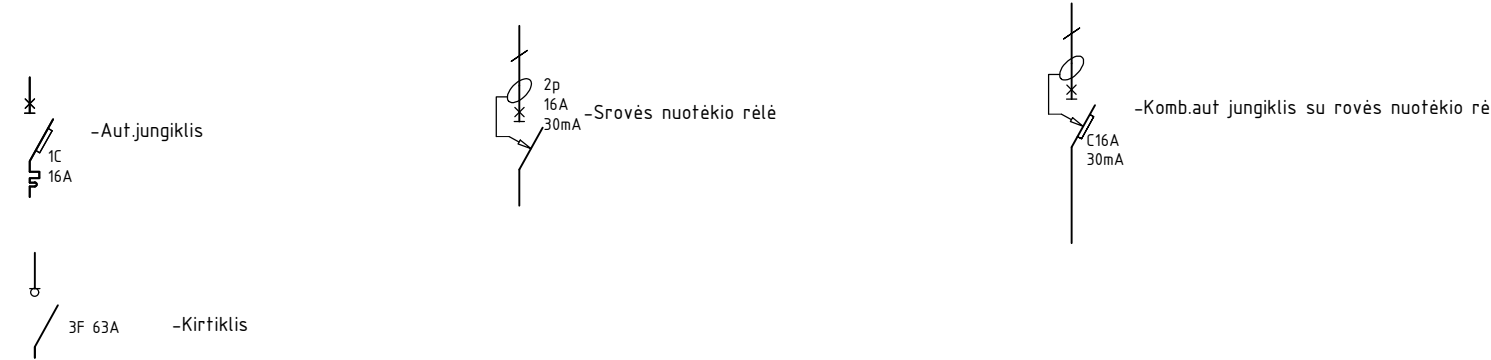 -Aut.jungiklis
1C
16A
2p
16A
30mA
-Srovės nuotėkio rėlė
-Komb.aut jungiklis su rovės nuotėkio rė
C16A
30mA
3F 63A
-Kirtiklis